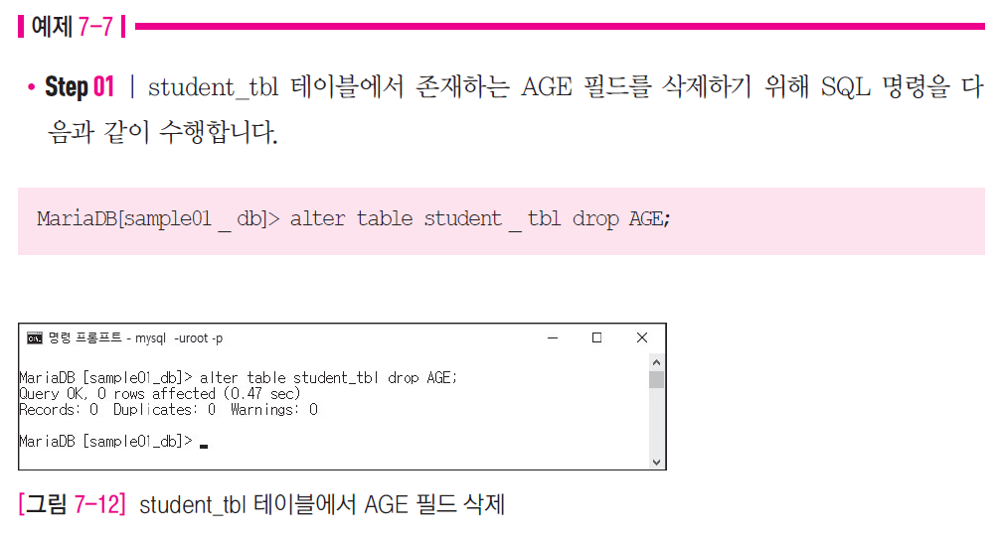 예제 7-7
• Step 01 | student_tbl 테이블에서 존재하는 AGE 필드를 삭제하기 위해 SQL 명령을 다
음과 같이 수행합니다.
MariaDB[sample01 _ db]> alter table student _ tbl drop AGE;
명령 프롬프트 - mysql -uroot -p
MariaDB [sample01_db]> alter table student_tbl drop AGE;
Query OK, 0 rows affected (0.47 sec)
Records: 0 Duplicates: 0 Warnings: 0
MariaDB [sample01_db]>
[그림 7-12] student_tbl 테이블에서 AGE 필드 삭제